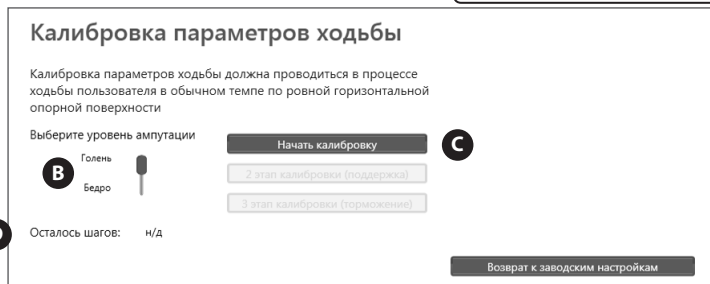 Калибровка параметров ходьбы
Калибровка параметров ходьбы должна проводиться в процессе
ходьбы пользователя в обычном темпе по ровной горизонтальной
опорной поверхности
Выберите уровень ампутации
Начать калибровку
C
Голень
B
2 этап калибровки (поддержка)
Бедро
3 этап калибровки (торможение)
Осталось шагов: н/д
Возврат к заводским настройкам